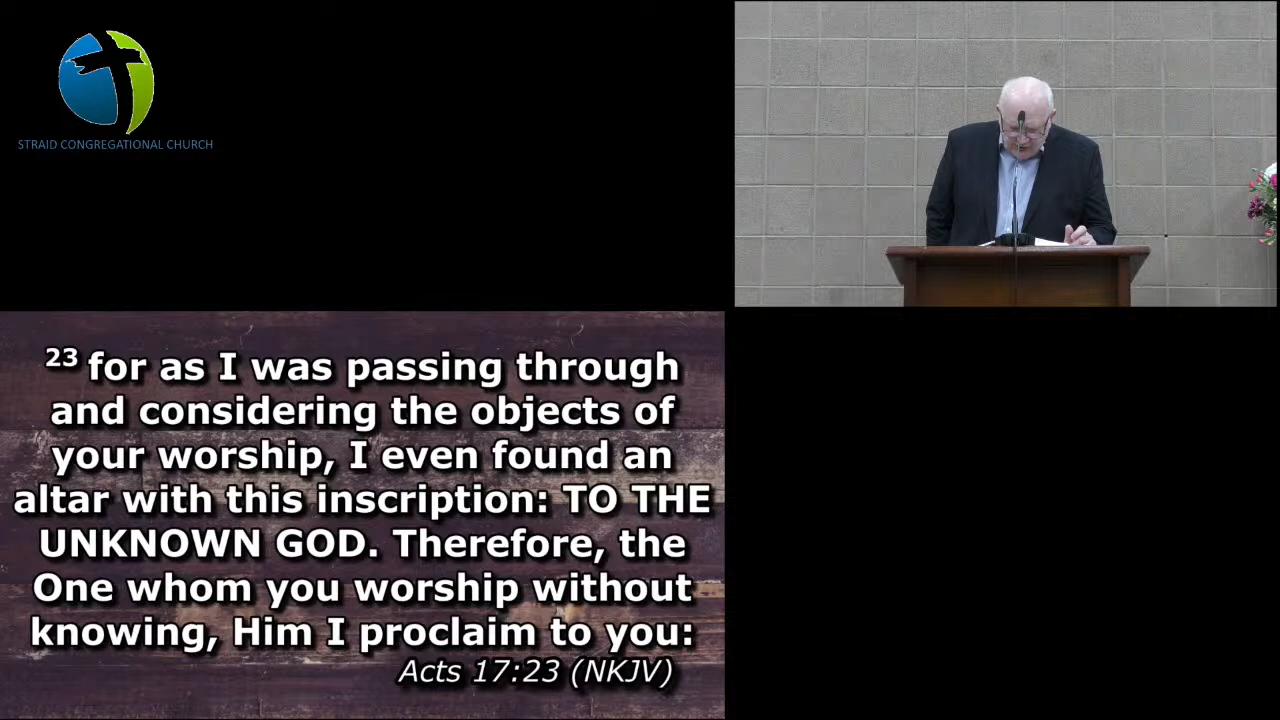 STRAID CONGREGATIONAL CHURCH
23 for as I was passing through
and considering the objects of
your worship, I even found an
altar with this inscription: TO THE
UNKNOWN GOD. Therefore, the
One whom you worship without
knowing, Him I proclaim to you:
Acts 17:23 (NKJV)